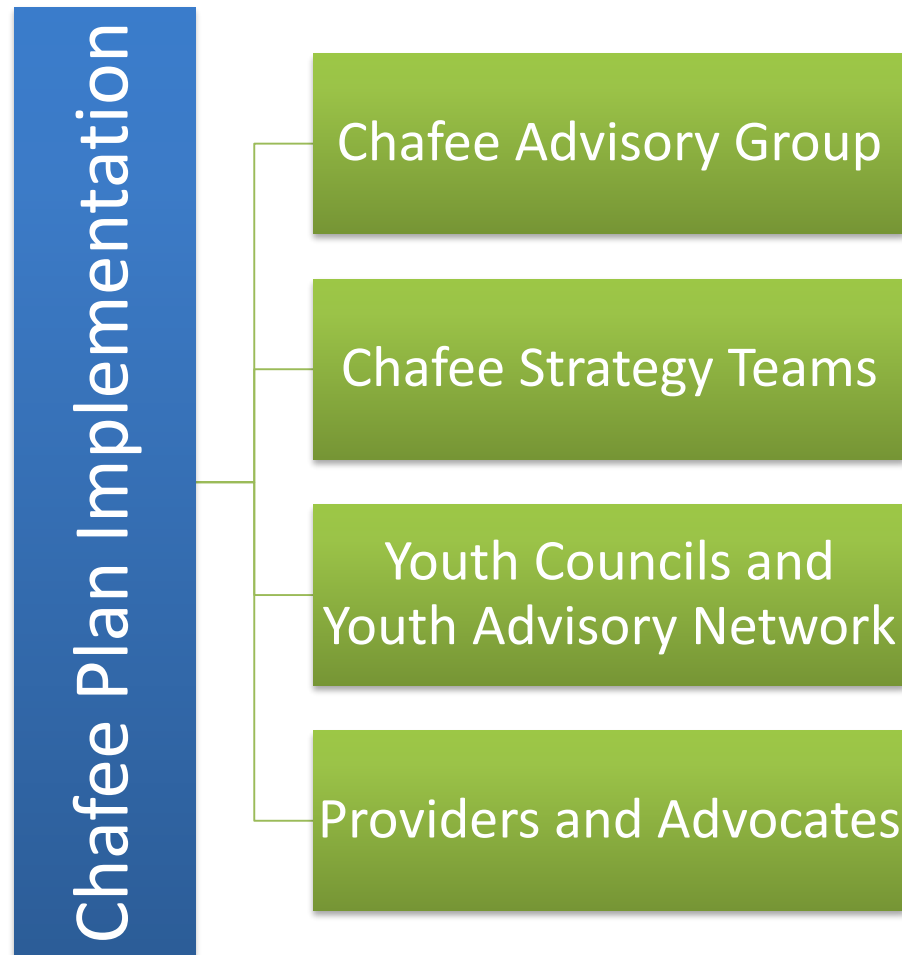 Chafee Plan Implementation
Chafee Advisory Group
Chafee Strategy Teams
Youth Councils and
Youth Advisory Network
Providers and Advocates